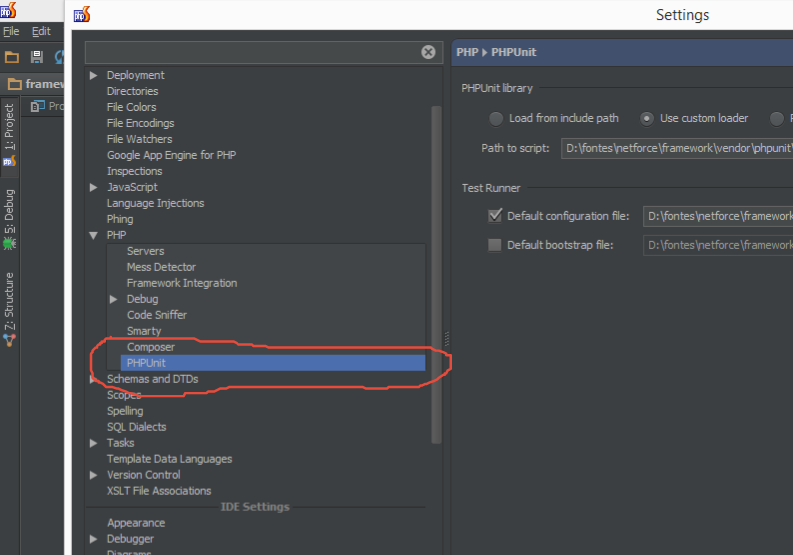 Settings
File Edit
framew
Pro
1: Project
5: Debug
Z: Structure
Deployment
Directories
File Colors
File Encodings
File Watchers
Google App Engine for PHP
Inspections
JavaScript
Language Injections
Phing
PHP
Servers
Mess Detector
Framework Integration
Debug
Code Sniffer
Smarty
Composer
PHPUnit
Schemas and DTDs
Scopes
Spelling
SQL Dialects
Tasks
Template Data Languages
Version Control
XSLT File Associations
IDE Settings
Appearance
Debugger
Diagrams
PHP PHPUnit
PHPUnit library
Load from include path Use custom loader P
Path to script: D:\fontes\netforce\framework\vendor\phpunit\
Test Runner
Default configuration file: D:\fontes\netforce\framework
Default bootstrap file: D:\fontes\netforce\framework